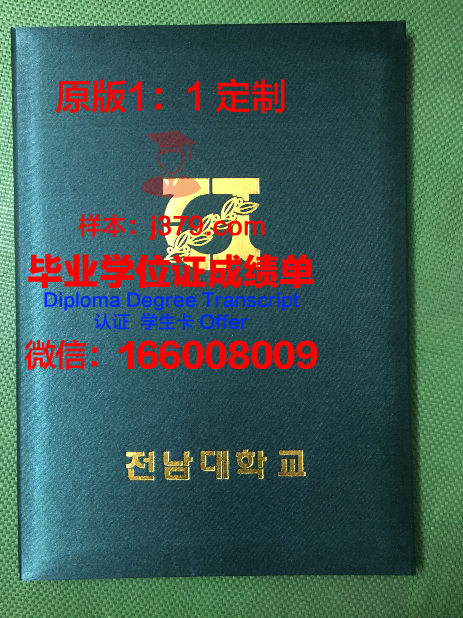 原版1：1 定制
样本：j379.com
毕业学位证成绩单
Diploma Degree Transcript
认证 学生卡 Offer
微信：166008009
전남대학교